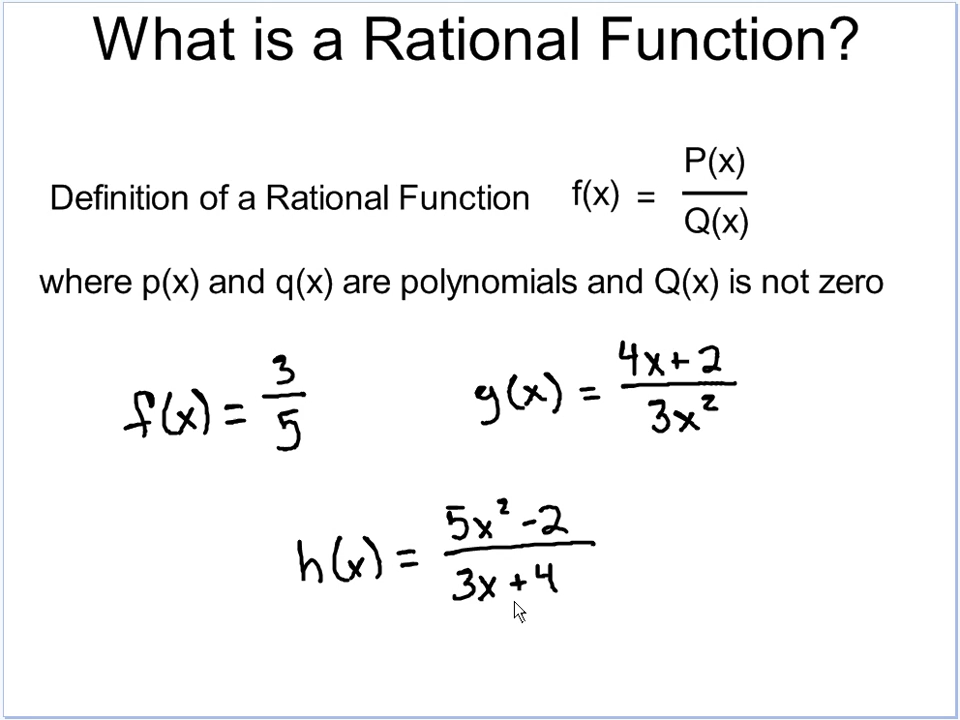 What is a Rational Function?
Definition of a Rational Function f(x) = P(x) / Q(x)
where p(x) and q(x) are polynomials and Q(x) is not zero
f(x) = 3 / 5
g(x) = 4x + 2 / 3x²
h(x) = 5x² - 2 / 3x + 4